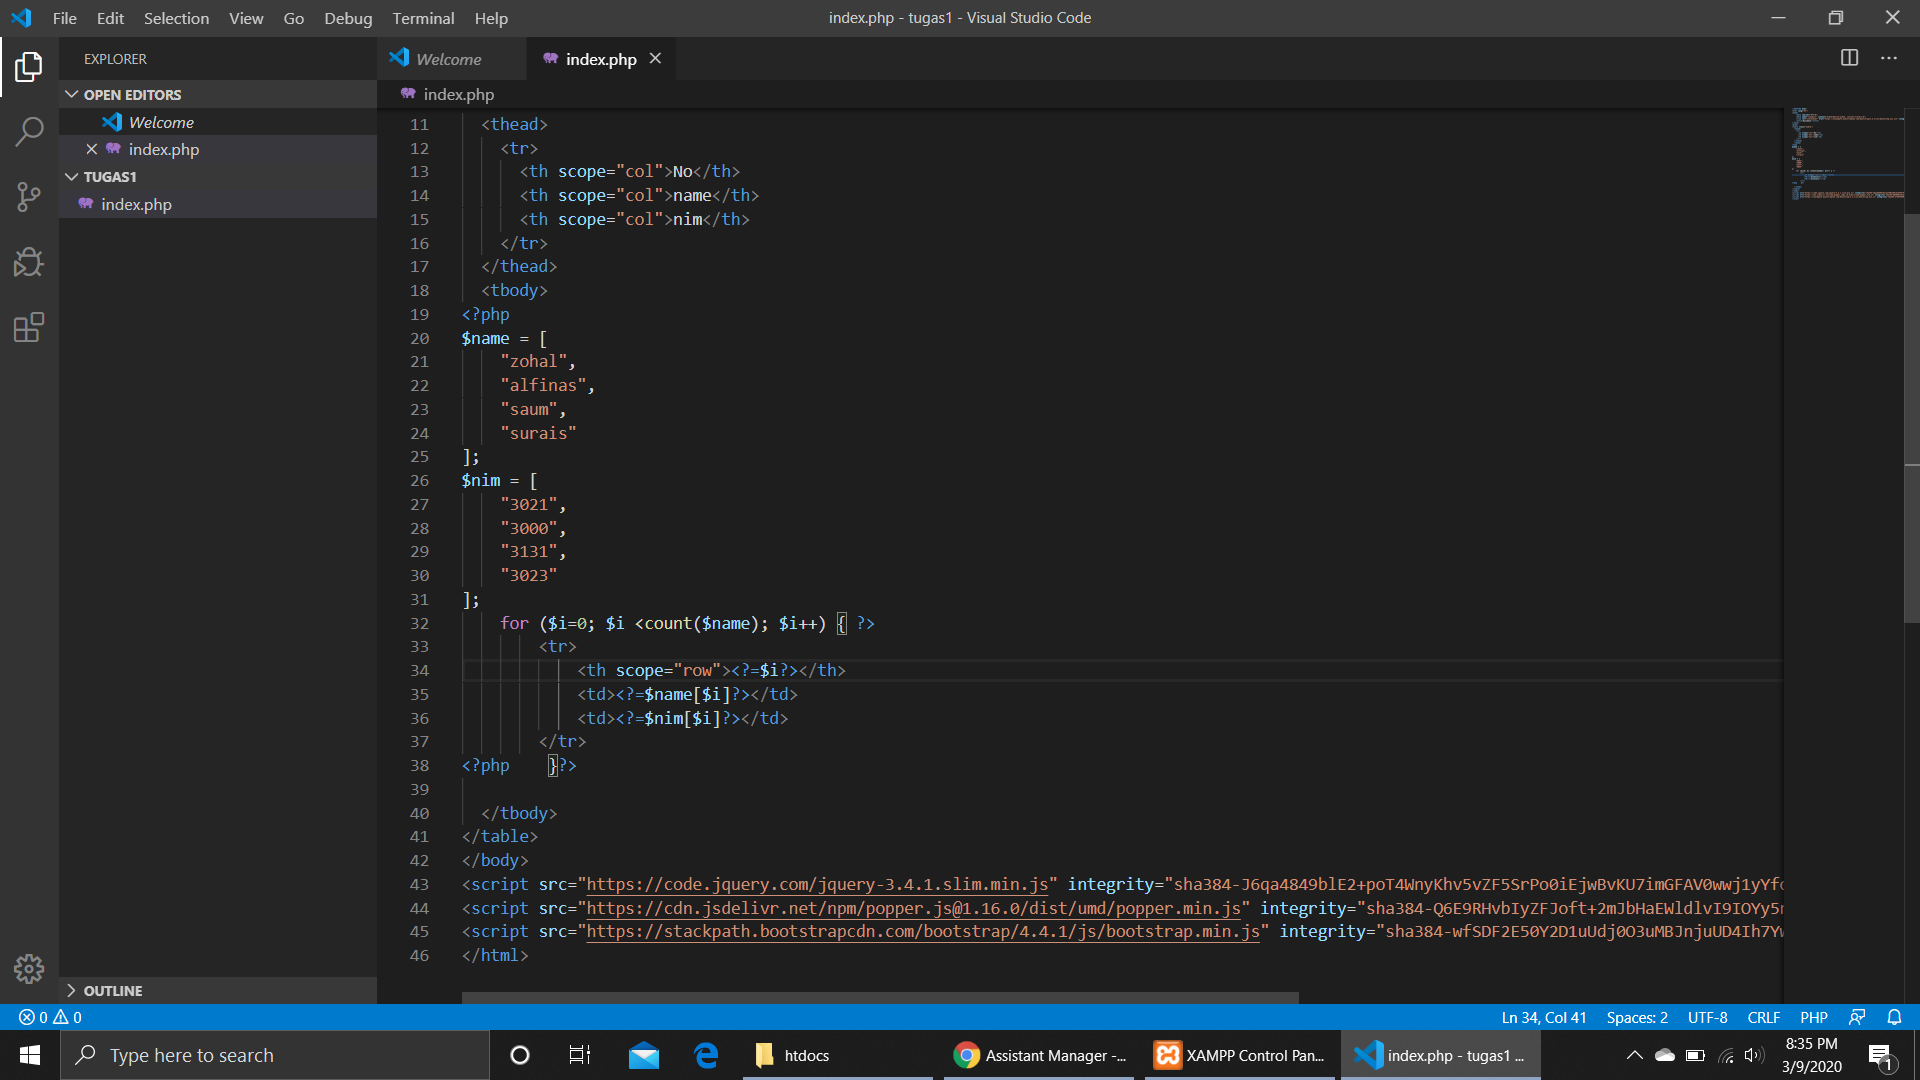 File Edit Selection View Go Debug Terminal Help
index.php - tugas1 - Visual Studio Code
EXPLORER
OPEN EDITORS
Welcome
index.php
TUGAS1
index.php
OUTLINE
Welcome
index.php
index.php
11 <thead>
12 <tr>
13 <th scope="col">No</th>
14 <th scope="col">name</th>
15 <th scope="col">nim</th>
16 </tr>
17 </thead>
18 <tbody>
19 <?php
20 $name = [
21 "zohal",
22 "alfinas",
23 "saum",
24 "surais"
25 ];
26 $nim = [
27 "3021",
28 "3000",
29 "3131",
30 "3023"
31 ];
32 for ($i=0; $i <count($name); $i++) { ?>
33 <tr>
34 <th scope="row"><?=$i?></th>
35 <td><?=$name[$i]?></td>
36 <td><?=$nim[$i]?></td>
37 </tr>
38 <?php }?>
39
40 </tbody>
41 </table>
42 </body>
43 <script src="https://code.jquery.com/jquery-3.4.1.slim.min.js" integrity="sha384-J6qa4849blE2+poT4WnyKhv5vZF5SrPo0iEjwBvKU7imGFAV0wwj1yYfo
44 <script src="https://cdn.jsdelivr.net/npm/popper.js@1.16.0/dist/umd/popper.min.js" integrity="sha384-Q6E9RHvbIyZFJoft+2mJbHaEWldlvI9IOYy5n
45 <script src="https://stackpath.bootstrapcdn.com/bootstrap/4.4.1/js/bootstrap.min.js" integrity="sha384-wfSDF2E50Y2D1uUdj0O3uMBJnjuUD4Ih7Yw
46 </html>
0 0
Ln 34, Col 41 Spaces: 2 UTF-8 CRLF PHP
Type here to search
htdocs
Assistant Manager -...
XAMPP Control Pan...
index.php - tugas1 ...
8:35 PM
3/9/2020
1